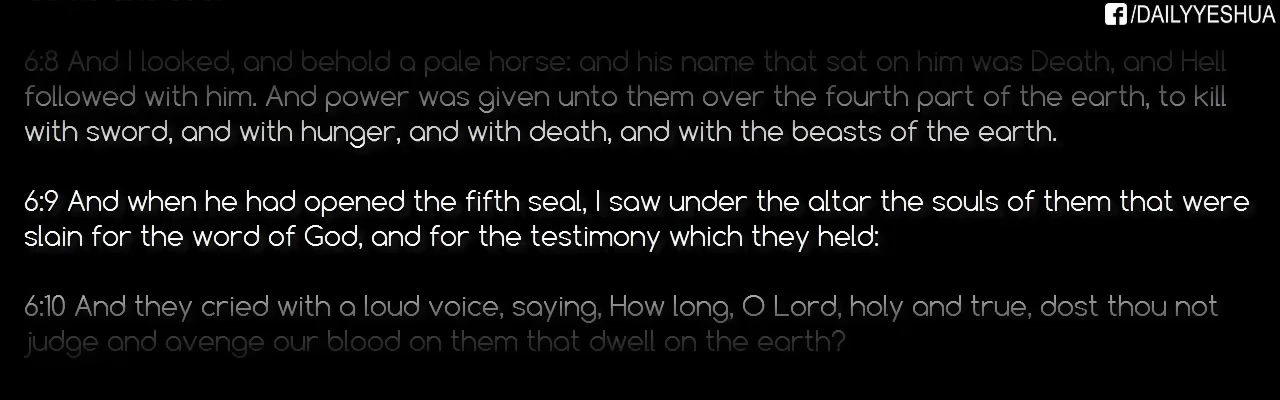 /DAILYYESHUA
6:8 And I looked, and behold a pale horse: and his name that sat on him was Death, and Hell
followed with him. And power was given unto them over the fourth part of the earth, to kill
with sword, and with hunger, and with death, and with the beasts of the earth.
6:9 And when he had opened the fifth seal, I saw under the altar the souls of them that were
slain for the word of God, and for the testimony which they held:
6:10 And they cried with a loud voice, saying, How long, O Lord, holy and true, dost thou not
judge and avenge our blood on them that dwell on the earth?